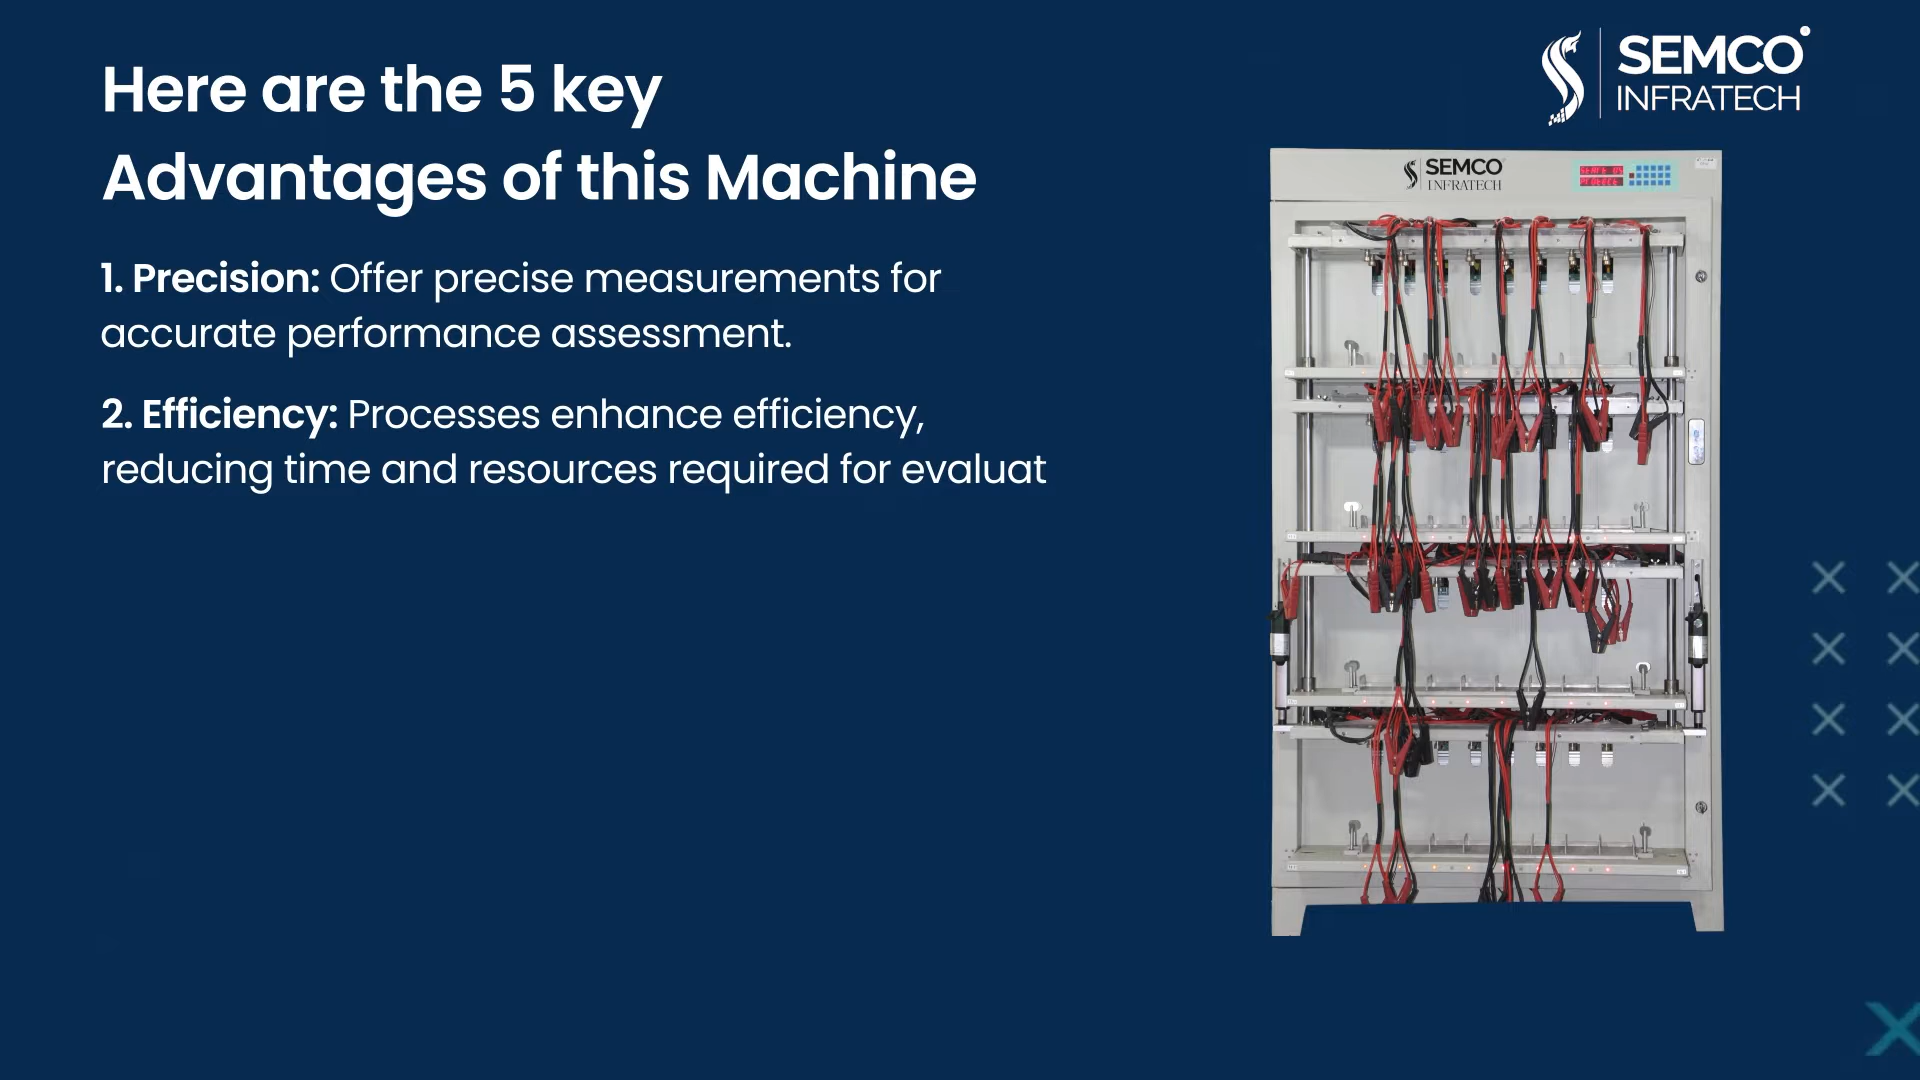 Here are the 5 key
Advantages of this Machine
1. Precision: Offer precise measurements for
accurate performance assessment.
2. Efficiency: Processes enhance efficiency,
reducing time and resources required for evaluat
SEMCO
INFRATECH
SEMCO
INFRATECH